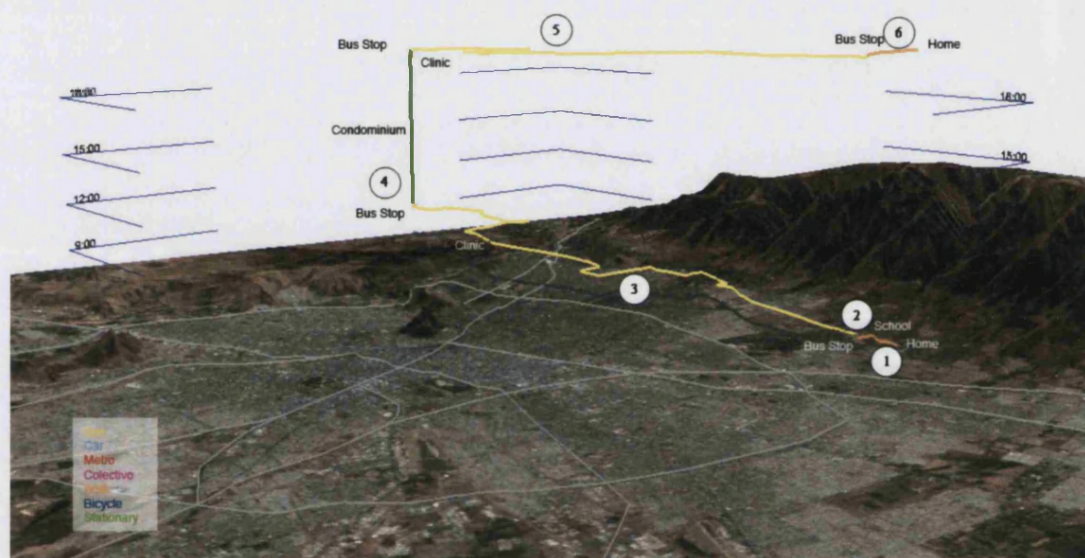 5
6
Bus Stop
Bus Stop
Home
Clinic
18:00
18:00
Condominium
15:00
15:00
4
12:00
Bus Stop
9:00
Clinic
3
2
School
Bus Stop
Home
1
Car
Metro
Colectivo
Bicycle
Stationary